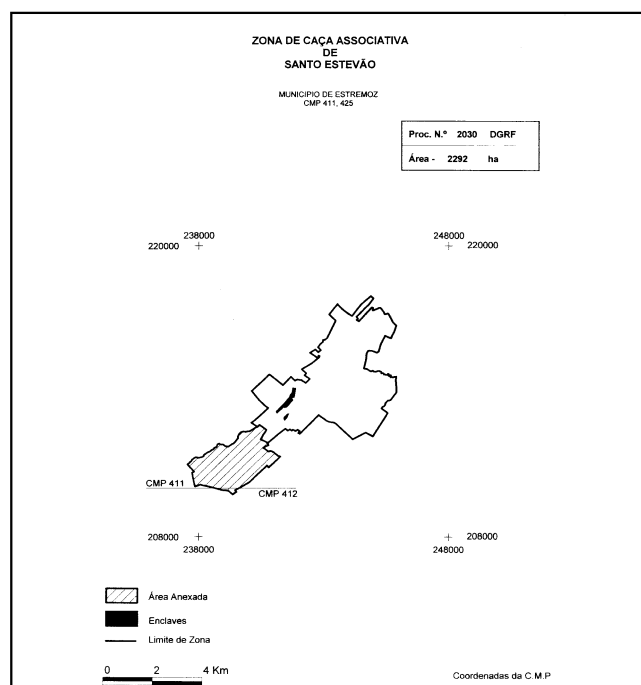 ZONA DE CAÇA ASSOCIATIVA
DE
SANTO ESTEVÃO
MUNICIPIO DE ESTREMOZ
CMP 411, 425
Proc. N.º 2030 DGRF
Área - 2292 ha
238000
220000
248000
220000
CMP 411
CMP 412
208000
238000
208000
248000
Área Anexada
Enclaves
Limite de Zona
0 2 4 Km
Coordenadas da C.M.P